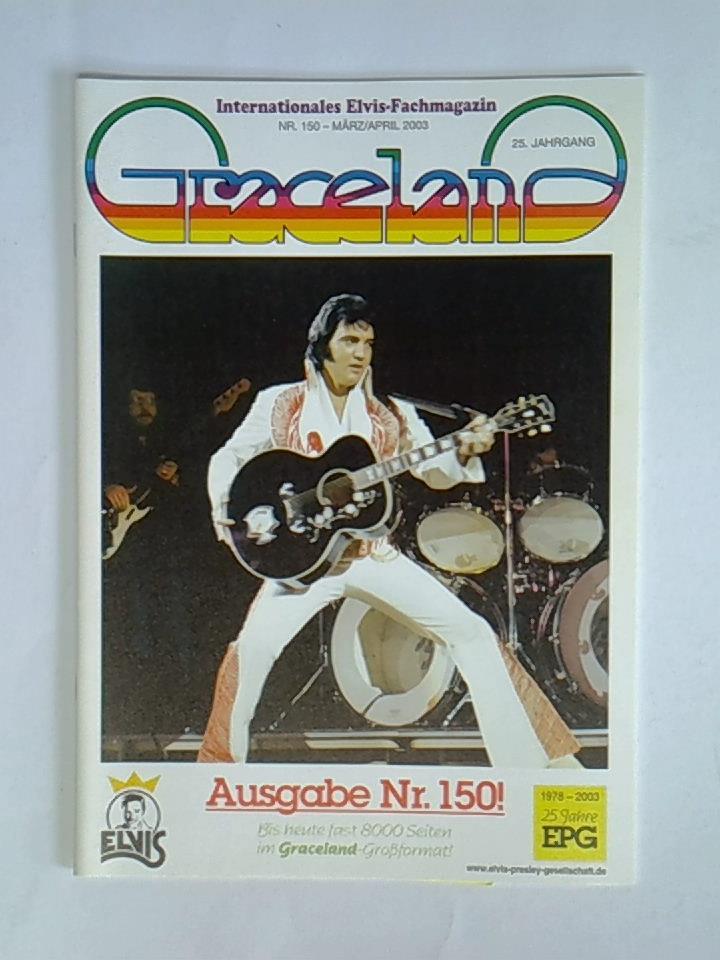 Internationales Elvis-Fachmagazin
NR. 150 – MÄRZ/APRIL 2003
25. JAHRGANG
Graceland
Ausgabe Nr. 150!
Bis heute fast 8000 Seiten
im Graceland-Großformat!
ELVIS
1978 – 2003
25 Jahre
EPG
www.elvis-presley-gesellschaft.de